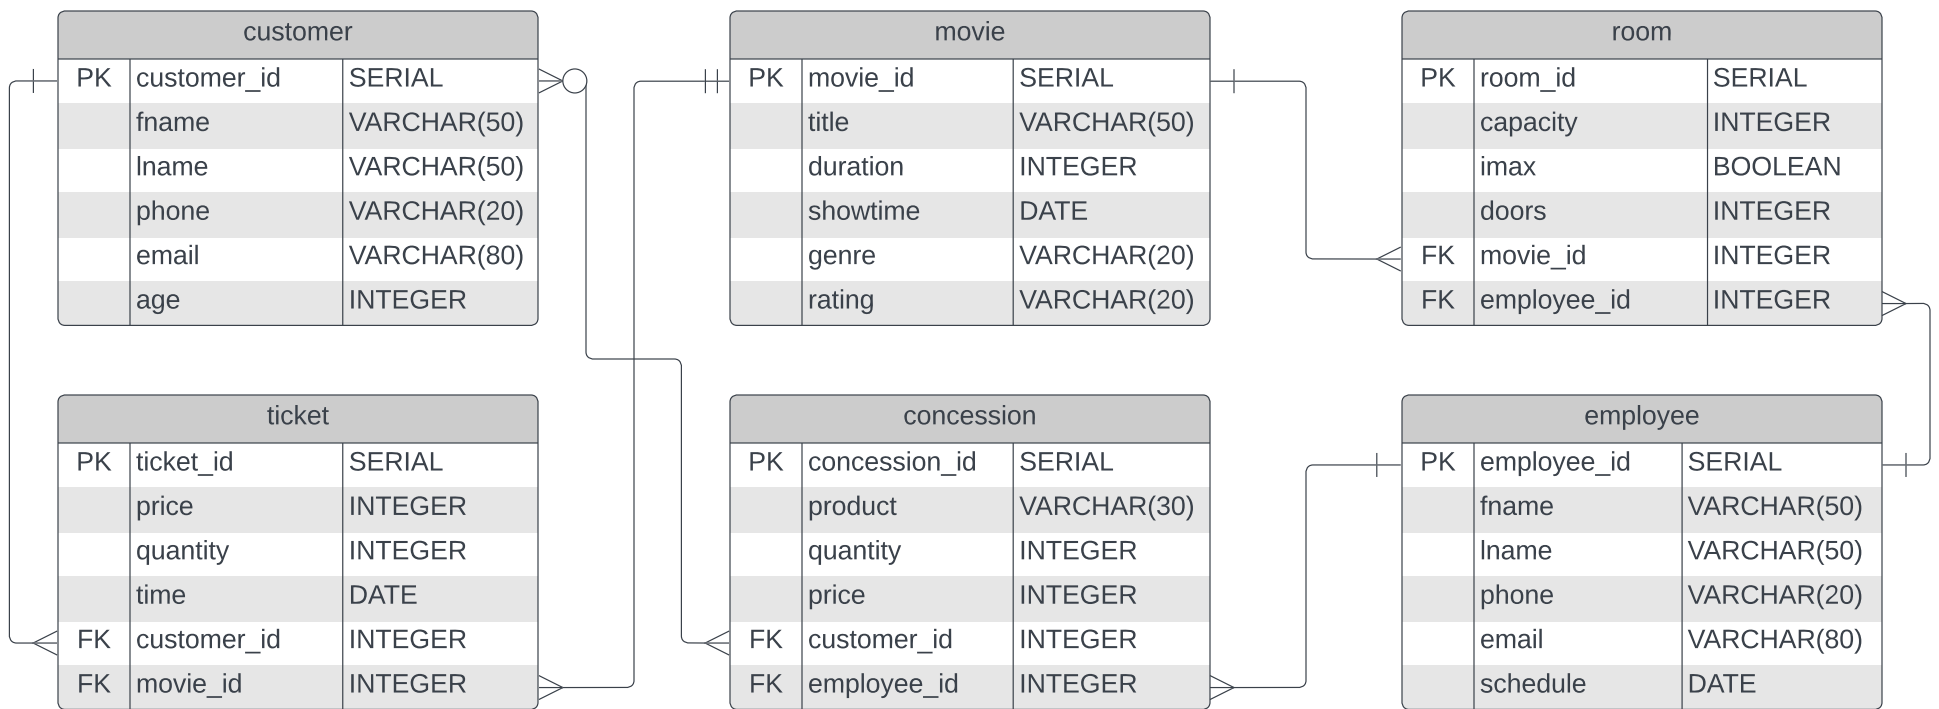 customer
PK customer_id SERIAL
fname VARCHAR(50)
lname VARCHAR(50)
phone VARCHAR(20)
email VARCHAR(80)
age INTEGER
movie
PK movie_id SERIAL
title VARCHAR(50)
duration INTEGER
showtime DATE
genre VARCHAR(20)
rating VARCHAR(20)
room
PK room_id SERIAL
capacity INTEGER
imax BOOLEAN
doors INTEGER
FK movie_id INTEGER
FK employee_id INTEGER
ticket
PK ticket_id SERIAL
price INTEGER
quantity INTEGER
time DATE
FK customer_id INTEGER
FK movie_id INTEGER
concession
PK concession_id SERIAL
product VARCHAR(30)
quantity INTEGER
price INTEGER
FK customer_id INTEGER
FK employee_id INTEGER
employee
PK employee_id SERIAL
fname VARCHAR(50)
lname VARCHAR(50)
phone VARCHAR(20)
email VARCHAR(80)
schedule DATE